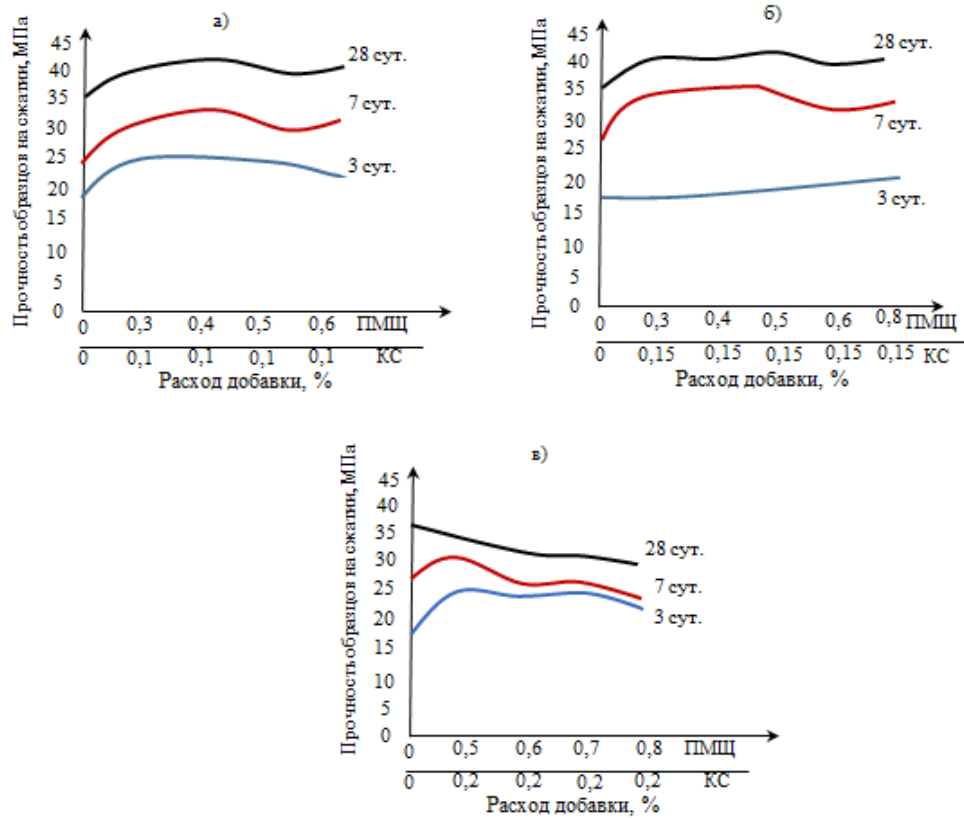 а)
Прочность образцов на сжатии, МПа
45
40
35
30
25
20
15
10
5
0
28 сут.
7 сут.
3 сут.
0 0,3 0,4 0,5 0,6 ПМЩ
0 0,1 0,1 0,1 0,1 КС
Расход добавки, %
б)
Прочность образцов на сжатии, МПа
45
40
35
30
25
20
15
10
5
0
28 сут.
7 сут.
3 сут.
0 0,3 0,4 0,5 0,6 0,8 ПМЩ
0 0,15 0,15 0,15 0,15 0,15 КС
Расход добавки, %
в)
Прочность образцов на сжатии, МПа
45
40
35
30
25
20
15
10
5
0
28 сут.
7 сут.
3 сут.
0 0,5 0,6 0,7 0,8 ПМЩ
0 0,2 0,2 0,2 0,2 КС
Расход добавки, %